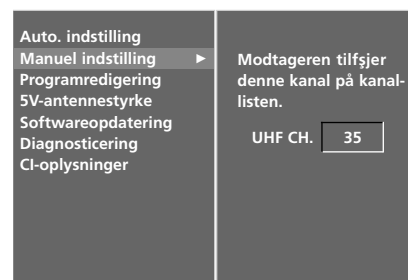 Auto. indstilling
Manuel indstilling ►
Programredigering
5V-antennestyrke
Softwareopdatering
Diagnosticering
CI-oplysninger
Modtageren tilfşjer
denne kanal på kanal-
listen.
UHF CH. 35